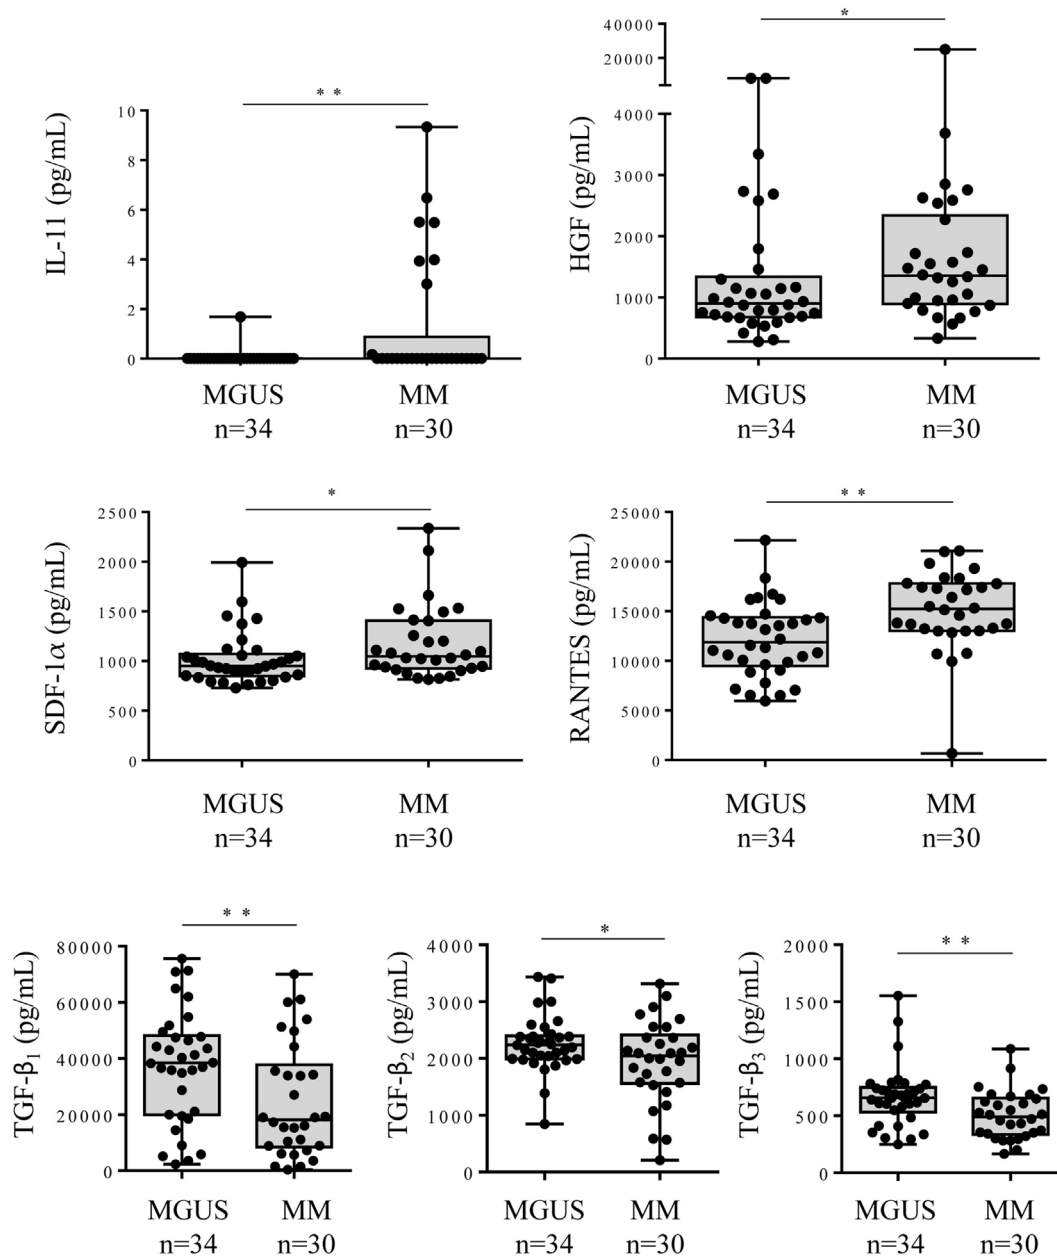 * *
IL-11 (pg/mL)
10
8
6
4
2
0
MGUS
n=34
MM
n=30
*
HGF (pg/mL)
40000
20000
4000
3000
2000
1000
0
MGUS
n=34
MM
n=30
*
SDF-1α (pg/mL)
2500
2000
1500
1000
500
0
MGUS
n=34
MM
n=30
* *
RANTES (pg/mL)
25000
20000
15000
10000
5000
0
MGUS
n=34
MM
n=30
* *
TGF-β1 (pg/mL)
80000
60000
40000
20000
0
MGUS
n=34
MM
n=30
*
TGF-β2 (pg/mL)
4000
3000
2000
1000
0
MGUS
n=34
MM
n=30
* *
TGF-β3 (pg/mL)
2000
1500
1000
500
0
MGUS
n=34
MM
n=30